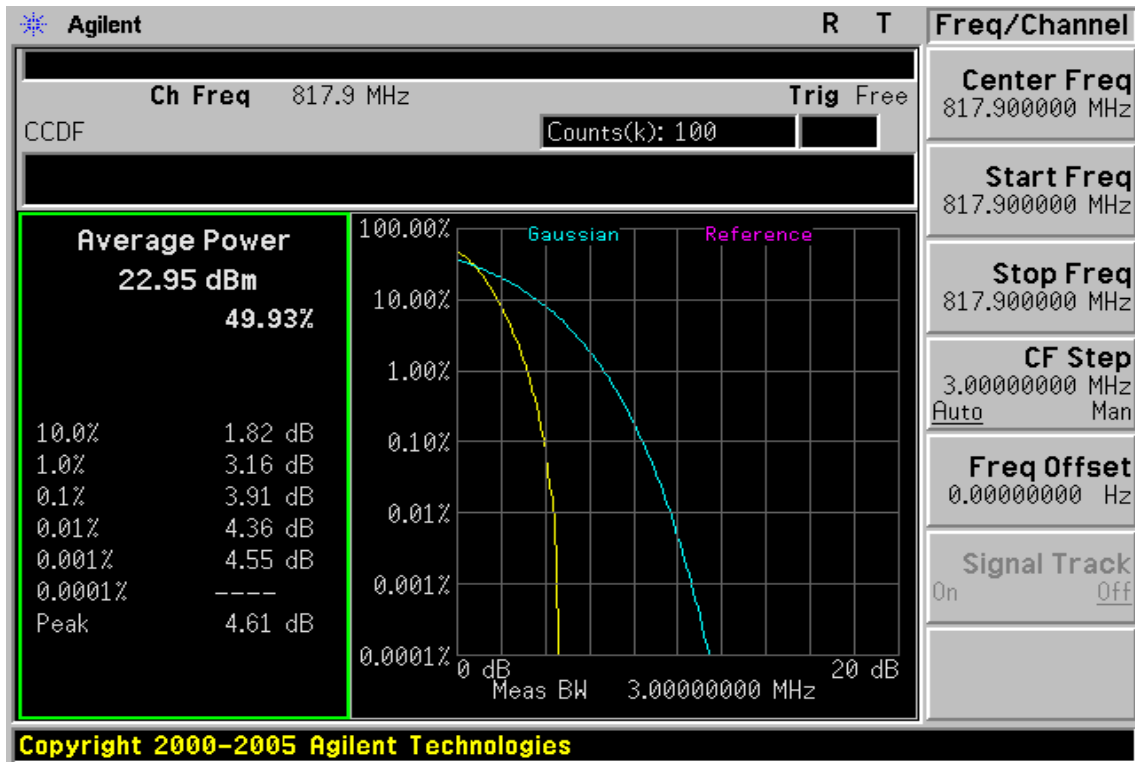 Agilent
R T
Freq/Channel
Ch Freq 817.9 MHz
Trig Free
CCDF
Counts(k): 100
Average Power
22.95 dBm
49.93%
10.0% 1.82 dB
1.0% 3.16 dB
0.1% 3.91 dB
0.01% 4.36 dB
0.001% 4.55 dB
0.0001% ----
Peak 4.61 dB
Gaussian
Reference
100.00%
10.00%
1.00%
0.10%
0.01%
0.001%
0.0001%
0 dB
20 dB
Meas BW 3.00000000 MHz
Center Freq
817.900000 MHz
Start Freq
817.900000 MHz
Stop Freq
817.900000 MHz
CF Step
3.00000000 MHz
Auto Man
Freq Offset
0.00000000 Hz
Signal Track
On Off
Copyright 2000-2005 Agilent Technologies